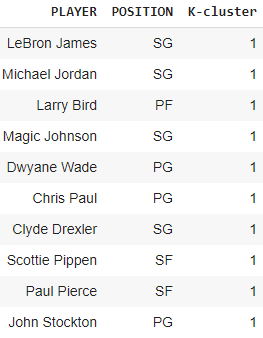 PLAYER POSITION K-cluster
LeBron James SG 1
Michael Jordan SG 1
Larry Bird PF 1
Magic Johnson SG 1
Dwyane Wade PG 1
Chris Paul PG 1
Clyde Drexler SG 1
Scottie Pippen SF 1
Paul Pierce SF 1
John Stockton PG 1